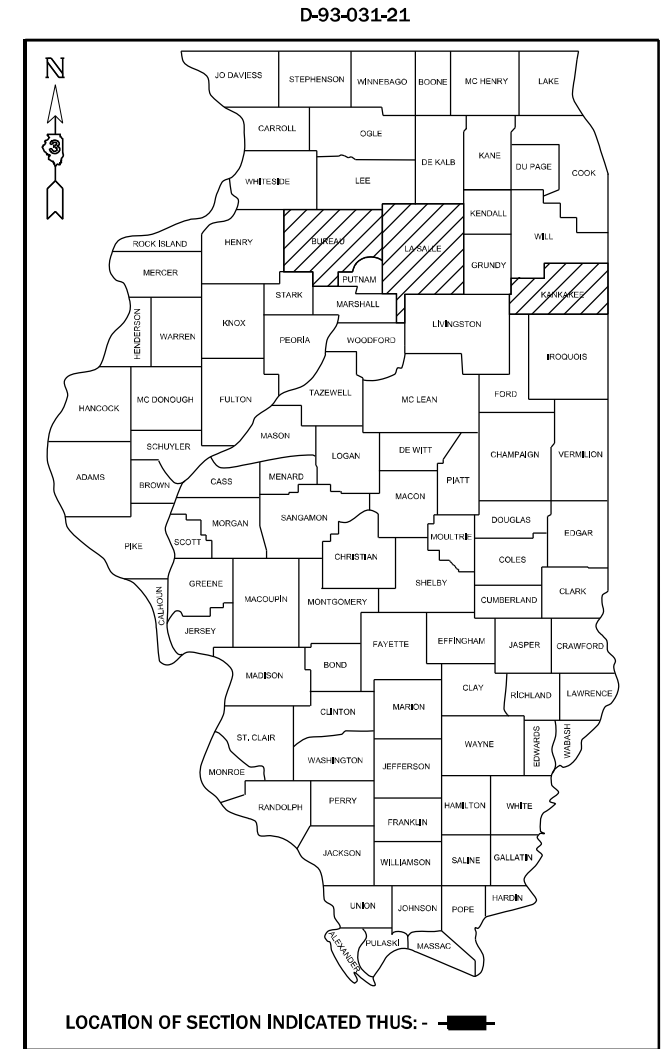 D-93-031-21
N
JO DAVIESS STEPHENSON WINNEBAGO BOONE MC HENRY LAKE
CARROLL OGLE DE KALB KANE DU PAGE COOK
WHITESIDE LEE
KENDALL
ROCK ISLAND HENRY BUREAU LA SALLE WILL
GRUNDY
MERCER PUTNAM KANKAKEE
STARK MARSHALL
HENDERSON WARREN KNOX PEORIA WOODFORD LIVINGSTON IROQUOIS
HANCOCK MC DONOUGH FULTON TAZEWELL MC LEAN FORD
MASON
SCHUYLER LOGAN DE WITT CHAMPAIGN VERMILION
ADAMS BROWN CASS MENARD PIATT
MACON
PIKE SCOTT MORGAN SANGAMON MOULTRIE DOUGLAS EDGAR
CHRISTIAN COLES
CALHOUN GREENE MACOUPIN MONTGOMERY SHELBY CUMBERLAND CLARK
JERSEY
FAYETTE EFFINGHAM JASPER CRAWFORD
MADISON BOND
CLAY RICHLAND LAWRENCE
CLINTON MARION
ST. CLAIR WAYNE EDWARDS WABASH
WASHINGTON JEFFERSON
MONROE
RANDOLPH PERRY HAMILTON WHITE
FRANKLIN
JACKSON WILLIAMSON SALINE GALLATIN
HARDIN
UNION JOHNSON POPE
ALEXANDER PULASKI MASSAC
3
LOCATION OF SECTION INDICATED THUS: -